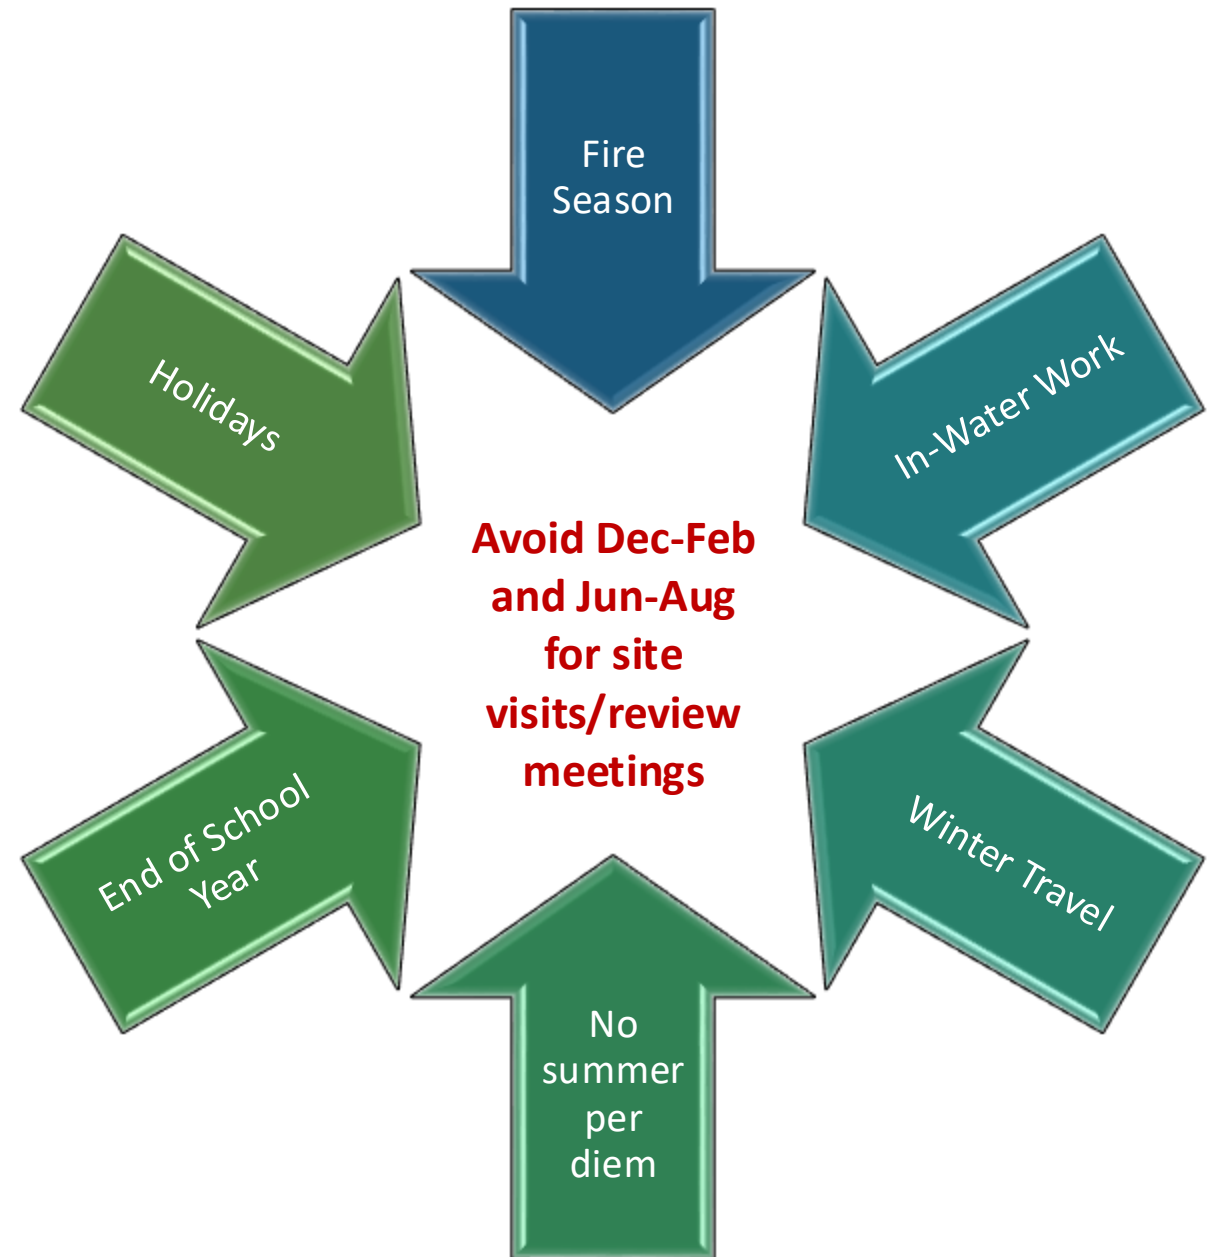 Fire
Season
Holidays
In-Water Work
Avoid Dec-Feb
and Jun-Aug
for site
visits/review
meetings
End of School
Year
Winter Travel
No
summer
per
diem